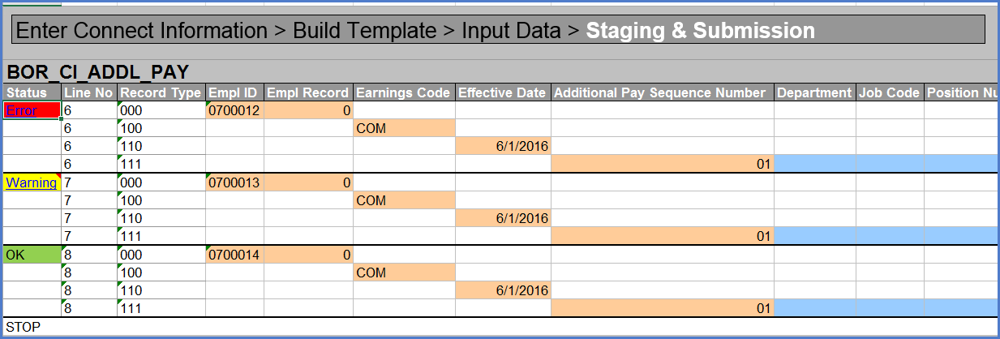 Enter Connect Information > Build Template > Input Data > Staging & Submission
BOR_CI_ADDL_PAY
Status Line No Record Type Empl ID Empl Record Earnings Code Effective Date Additional Pay Sequence Number Department Job Code Position Nu
Error 6 000 0700012 0
6 100 COM
6 110 6/1/2016
6 111 01
Warning 7 000 0700013 0
7 100 COM
7 110 6/1/2016
7 111 01
OK 8 000 0700014 0
8 100 COM
8 110 6/1/2016
8 111 01
STOP